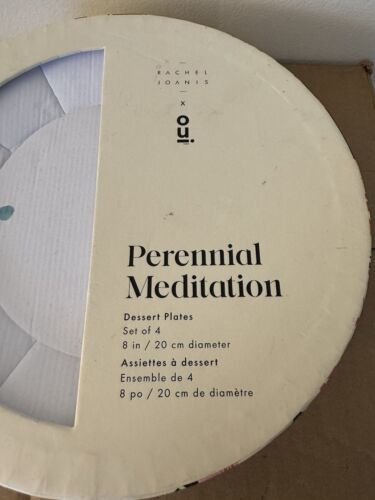 RACHEL
JOANIS
x
oui.
Perennial
Meditation
Dessert Plates
Set of 4
8 in / 20 cm diameter
Assiettes à dessert
Ensemble de 4
8 po / 20 cm de diamètre